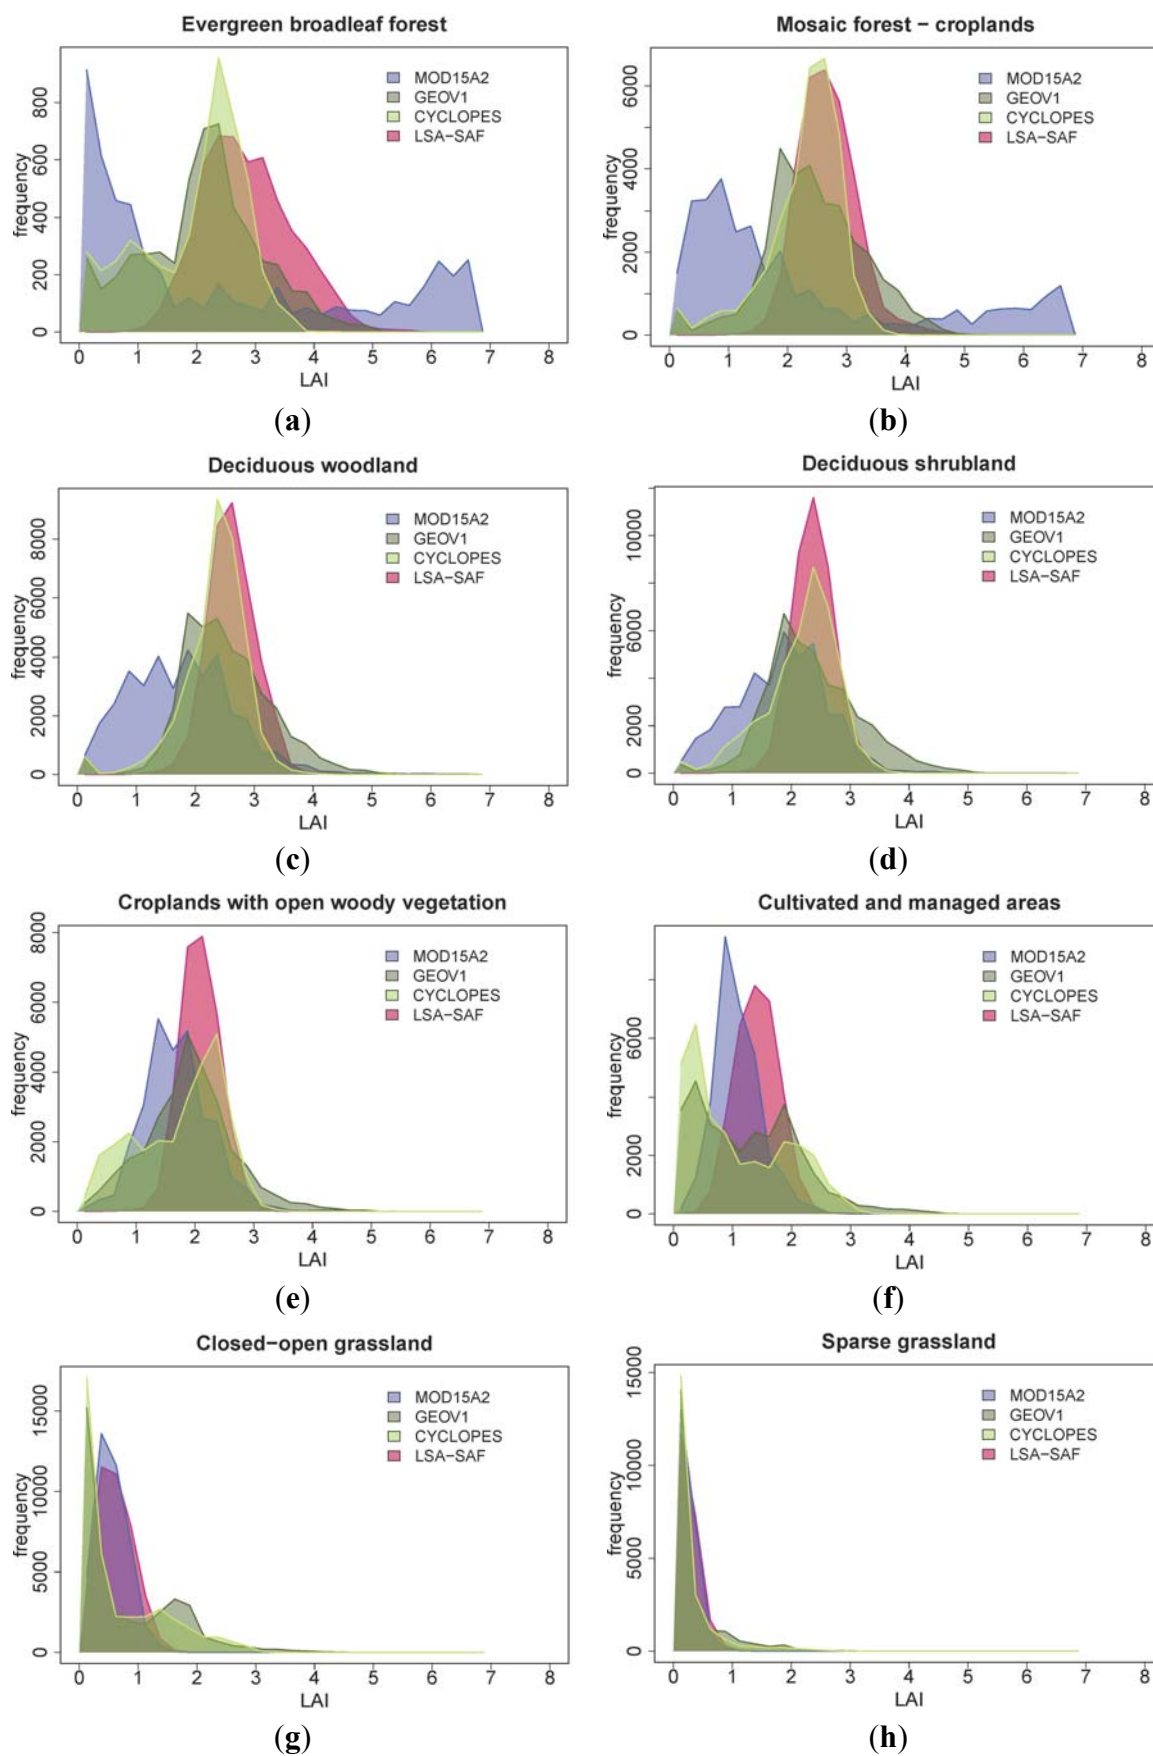 Evergreen broadleaf forest
frequency
0 200 400 600 800
MOD15A2
GEOV1
CYCLOPES
LSA−SAF
0 1 2 3 4 5 6 7 8
LAI
(a)
Mosaic forest − croplands
frequency
0 2000 4000 6000
MOD15A2
GEOV1
CYCLOPES
LSA−SAF
0 1 2 3 4 5 6 7 8
LAI
(b)
Deciduous woodland
frequency
0 2000 4000 6000 8000
MOD15A2
GEOV1
CYCLOPES
LSA−SAF
0 1 2 3 4 5 6 7 8
LAI
(c)
Deciduous shrubland
frequency
0 2000 6000 10000
MOD15A2
GEOV1
CYCLOPES
LSA−SAF
0 1 2 3 4 5 6 7 8
LAI
(d)
Croplands with open woody vegetation
frequency
0 2000 4000 6000 8000
MOD15A2
GEOV1
CYCLOPES
LSA−SAF
0 1 2 3 4 5 6 7 8
LAI
(e)
Cultivated and managed areas
frequency
0 2000 6000
MOD15A2
GEOV1
CYCLOPES
LSA−SAF
0 1 2 3 4 5 6 7 8
LAI
(f)
Closed−open grassland
frequency
0 5000 10000 15000
MOD15A2
GEOV1
CYCLOPES
LSA−SAF
0 1 2 3 4 5 6 7 8
LAI
(g)
Sparse grassland
frequency
0 5000 10000 15000
MOD15A2
GEOV1
CYCLOPES
LSA−SAF
0 1 2 3 4 5 6 7 8
LAI
(h)